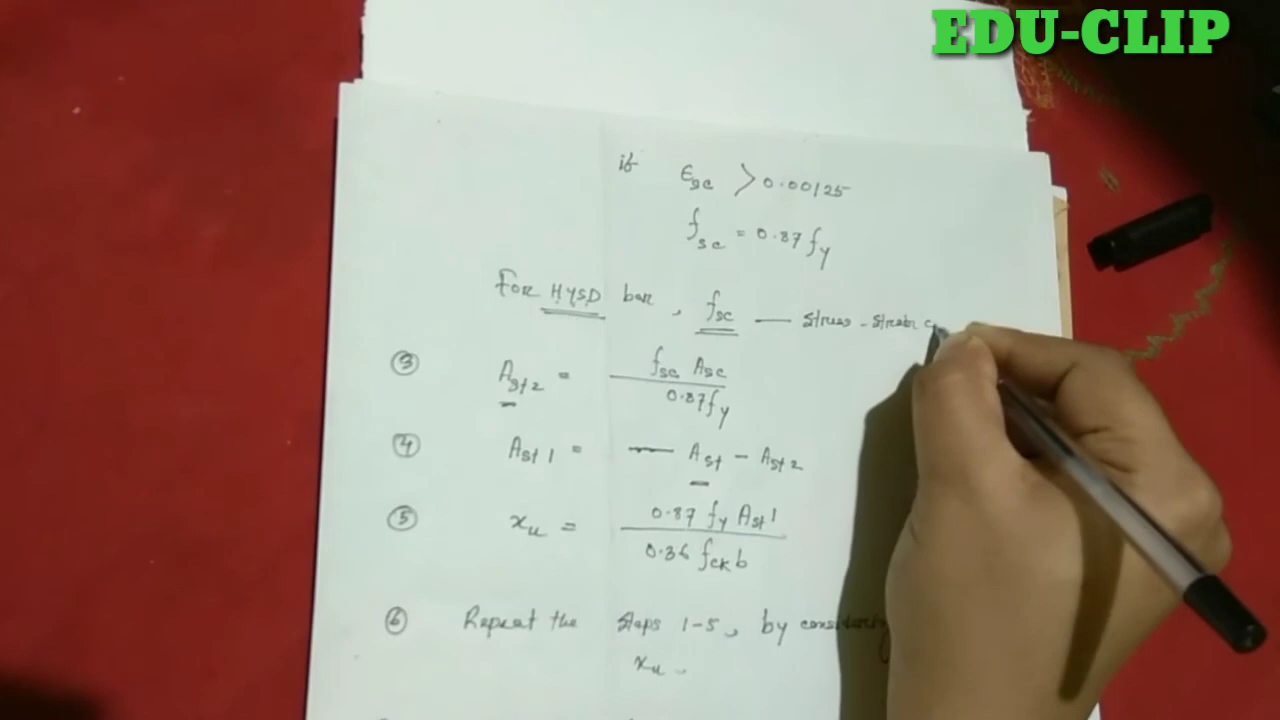 EDU-CLIP
if ϵsc > 0.00125
fsc = 0.87 fy
For HYSD bar, fsc — stress - strain c
③ Ast2 = fsc Asc / 0.87fy
④ Ast1 = — Ast - Ast2
⑤ xu = 0.87 fy Ast1 / 0.36 fck b
⑥ Repeat the steps 1-5, by considering
xu.